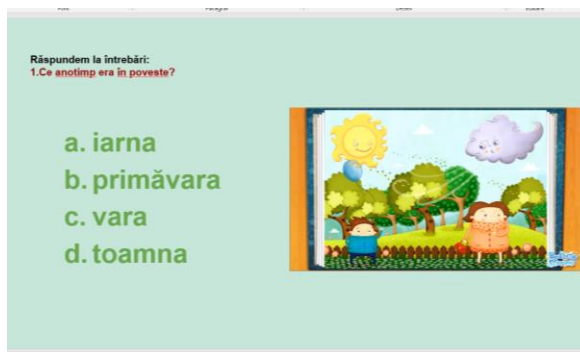 Răspundem la întrebări:
1.Ce anotimp era în poveste?
a. iarna
b. primăvara
c. vara
d. toamna